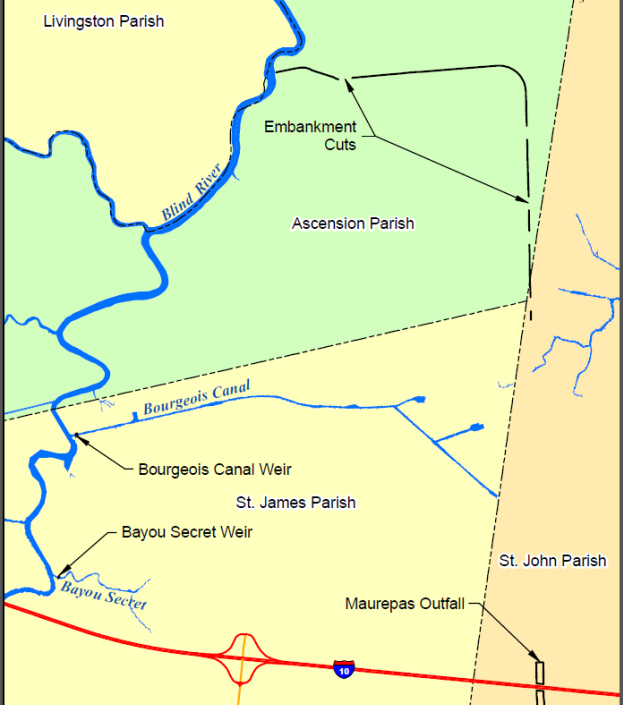 Livingston Parish
Embankment
Cuts
Blind River
Ascension Parish
Bourgeois Canal
Bourgeois Canal Weir
St. James Parish
Bayou Secret Weir
St. John Parish
Bayou Secret
Maurepas Outfall
10